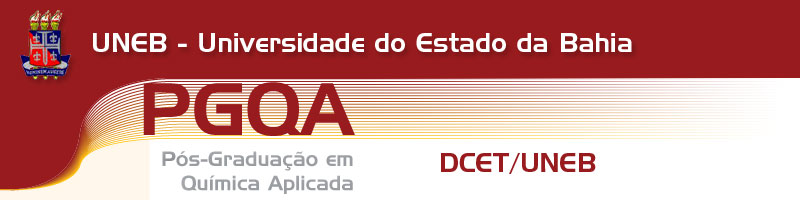 UNEB - Universidade do Estado da Bahia
PGQA
Pós-Graduação em
Química Aplicada
DCET/UNEB